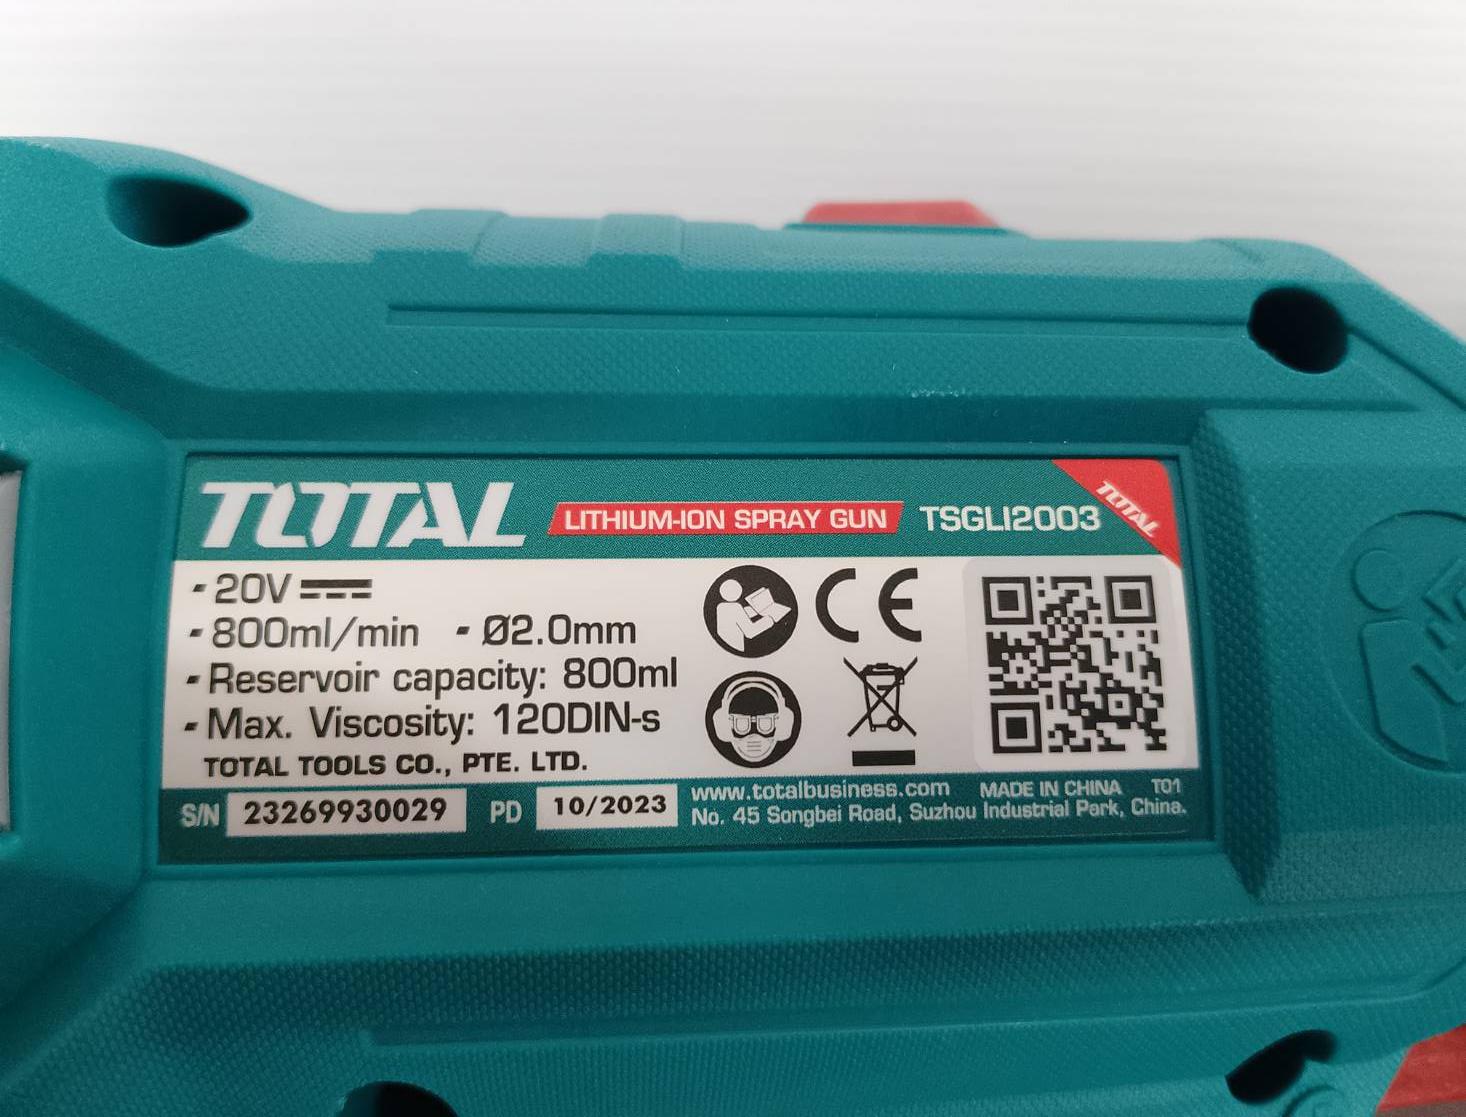 TOTAL LITHIUM-ION SPRAY GUN TSGLI2003 TOTAL
- 20V
- 800ml/min - Ø2.0mm
- Reservoir capacity: 800ml
- Max. Viscosity: 120DIN-s
TOTAL TOOLS CO., PTE. LTD.
CE
S/N 23269930029 PD 10/2023
www.totalbusiness.com MADE IN CHINA T01
No. 45 Songbei Road, Suzhou Industrial Park, China.